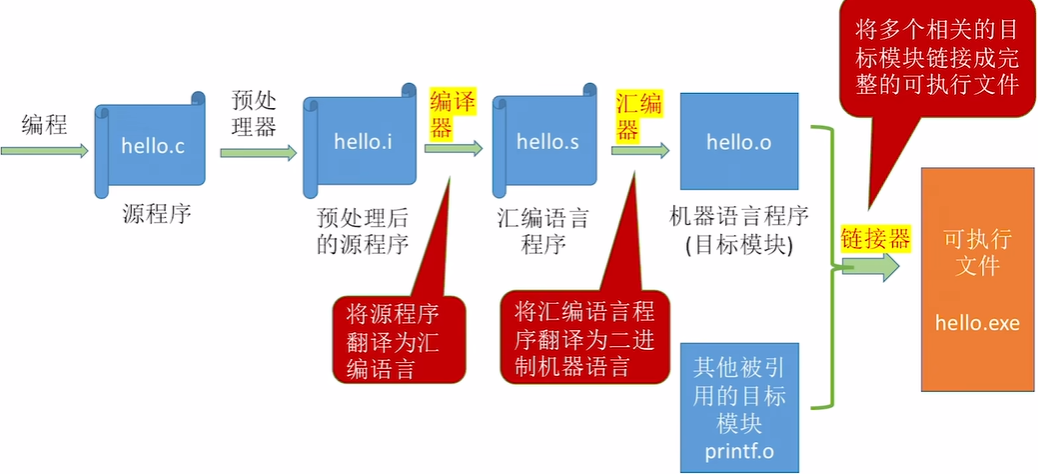 编程
hello.c
源程序
预处
理器
hello.i
预处理后
的源程序
编译
器
将源程序
翻译为汇
编语言
hello.s
汇编语言
程序
汇编
器
将汇编语言程
序翻译为二进
制机器语言
hello.o
机器语言程序
(目标模块)
其他被引
用的目标
模块
printf.o
链接器
将多个相关的目
标模块链接成完
整的可执行文件
可执行
文件
hello.exe